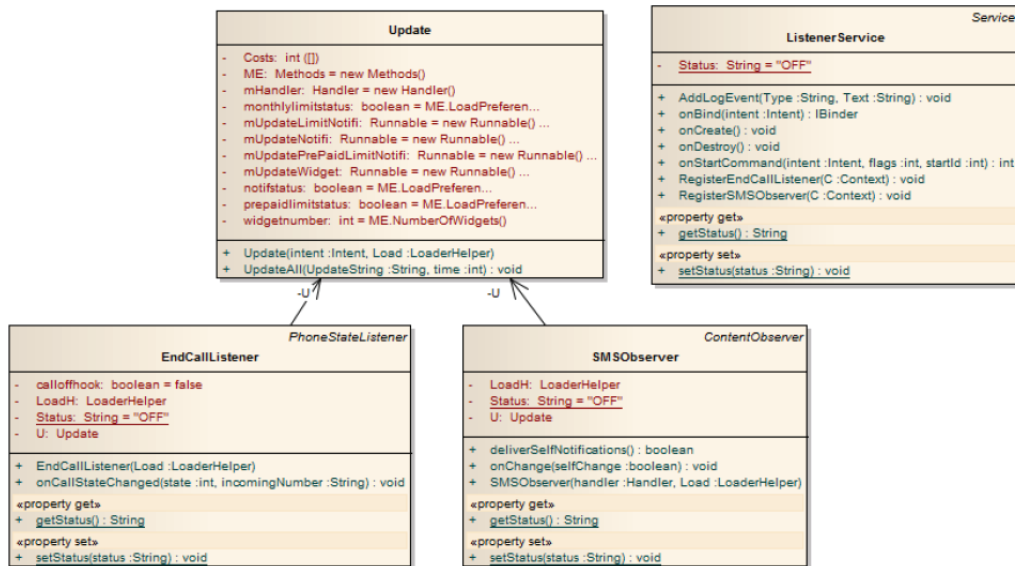 Update
- Costs: int ([])
- ME: Methods = new Methods()
- mHandler: Handler = new Handler()
- monthlylimitstatus: boolean = ME.LoadPreferen...
- mUpdateLimitNotifi: Runnable = new Runnable() ...
- mUpdateNotifi: Runnable = new Runnable() ...
- mUpdatePrePaidLimitNotifi: Runnable = new Runnable() ...
- mUpdateWidget: Runnable = new Runnable() ...
- notifstatus: boolean = ME.LoadPreferen...
- prepaidlimitstatus: boolean = ME.LoadPreferen...
- widgetnumber: int = ME.NumberOfWidgets()
+ Update(intent :Intent, Load :LoaderHelper)
+ UpdateAll(UpdateString :String, time :int) : void
Service
ListenerService
- Status: String = "OFF"
+ AddLogEvent(Type :String, Text :String) : void
+ onBind(intent :Intent) : IBinder
+ onCreate() : void
+ onDestroy() : void
+ onStartCommand(intent :Intent, flags :int, startId :int) : int
+ RegisterEndCallListener(C :Context) : void
+ RegisterSMSObserver(C :Context) : void
«property get»
+ getStatus() : String
«property set»
+ setStatus(status :String) : void
-U
-U
PhoneStateListener
EndCallListener
- calloffhook: boolean = false
- LoadH: LoaderHelper
- Status: String = "OFF"
- U: Update
+ EndCallListener(Load :LoaderHelper)
+ onCallStateChanged(state :int, incomingNumber :String) : void
«property get»
+ getStatus() : String
«property set»
+ setStatus(status :String) : void
ContentObserver
SMSObserver
- LoadH: LoaderHelper
- Status: String = "OFF"
- U: Update
+ deliverSelfNotifications() : boolean
+ onChange(selfChange :boolean) : void
+ SMSObserver(handler :Handler, Load :LoaderHelper)
«property get»
+ getStatus() : String
«property set»
+ setStatus(status :String) : void